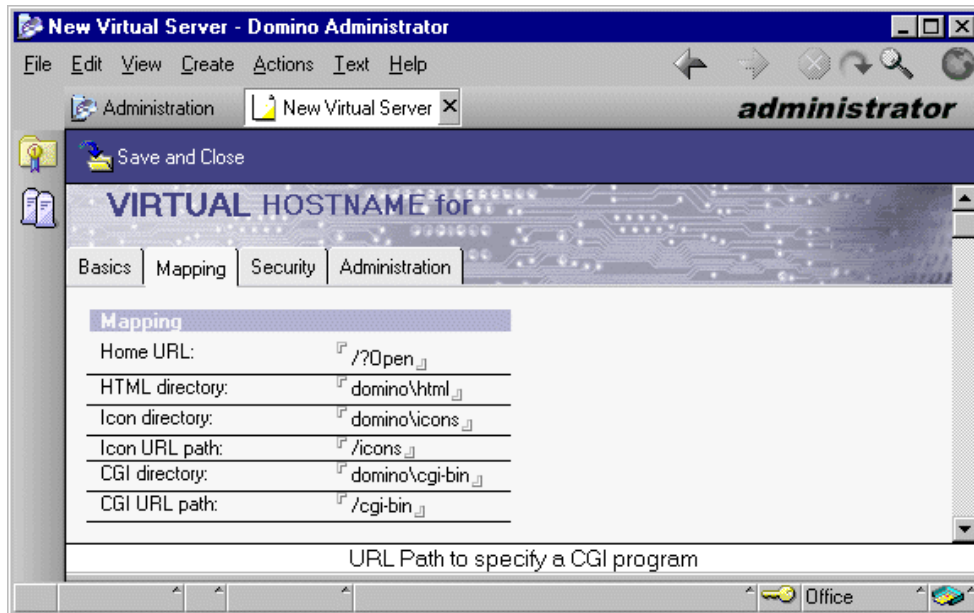 New Virtual Server - Domino Administrator
File Edit View Create Actions Text Help
Administration New Virtual Server administrator
Save and Close
VIRTUAL HOSTNAME for
Basics Mapping Security Administration
Mapping
Home URL: /?Open
HTML directory: domino\html
Icon directory: domino\icons
Icon URL path: /icons
CGI directory: domino\cgi-bin
CGI URL path: /cgi-bin
URL Path to specify a CGI program
Office